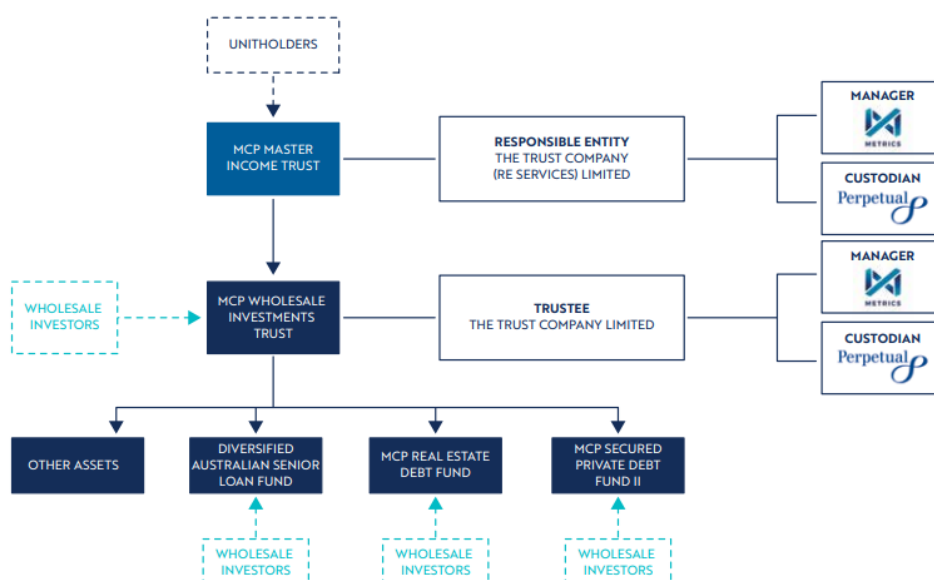 UNITHOLDERS
MCP MASTER
INCOME TRUST
RESPONSIBLE ENTITY
THE TRUST COMPANY
(RE SERVICES) LIMITED
MANAGER
METRICS
CUSTODIAN
Perpetual
WHOLESALE
INVESTORS
MCP WHOLESALE
INVESTMENTS
TRUST
TRUSTEE
THE TRUST COMPANY LIMITED
MANAGER
METRICS
CUSTODIAN
Perpetual
OTHER ASSETS
DIVERSIFIED
AUSTRALIAN SENIOR
LOAN FUND
MCP REAL ESTATE
DEBT FUND
MCP SECURED
PRIVATE DEBT
FUND II
WHOLESALE
INVESTORS
WHOLESALE
INVESTORS
WHOLESALE
INVESTORS